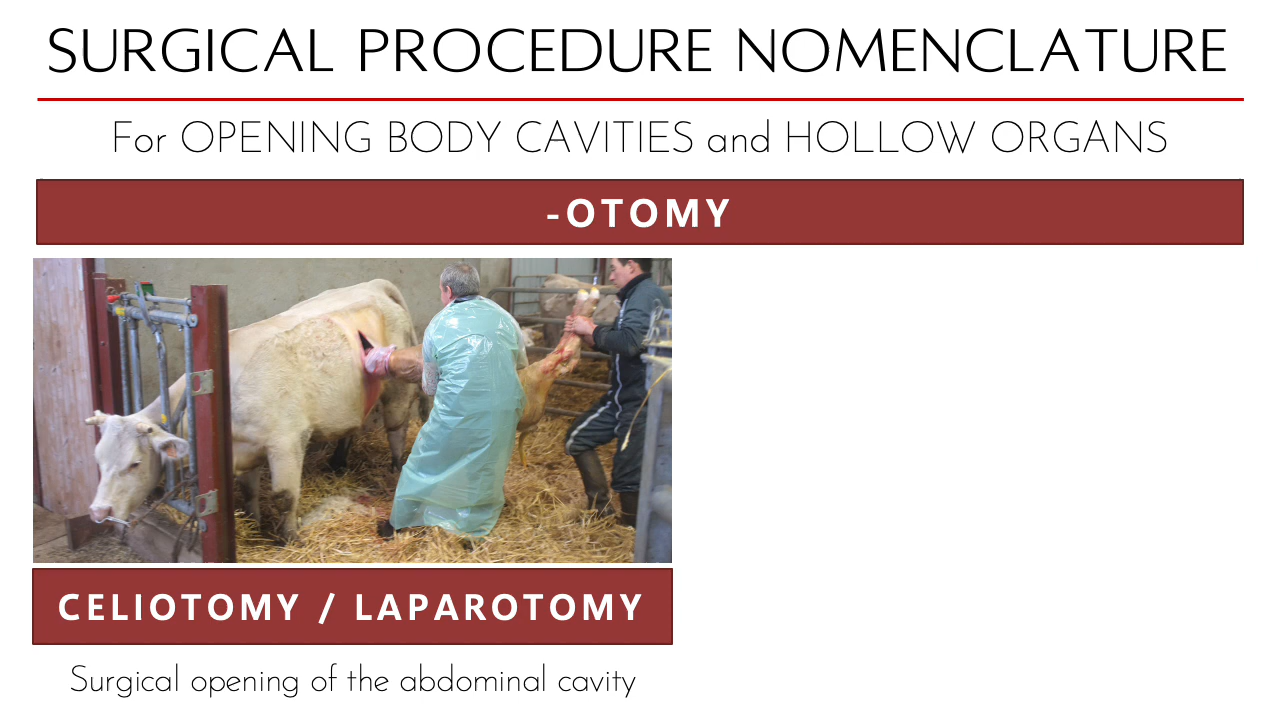 SURGICAL PROCEDURE NOMENCLATURE
For OPENING BODY CAVITIES and HOLLOW ORGANS
-OTOMY
CELIOTOMY / LAPAROTOMY
Surgical opening of the abdominal cavity